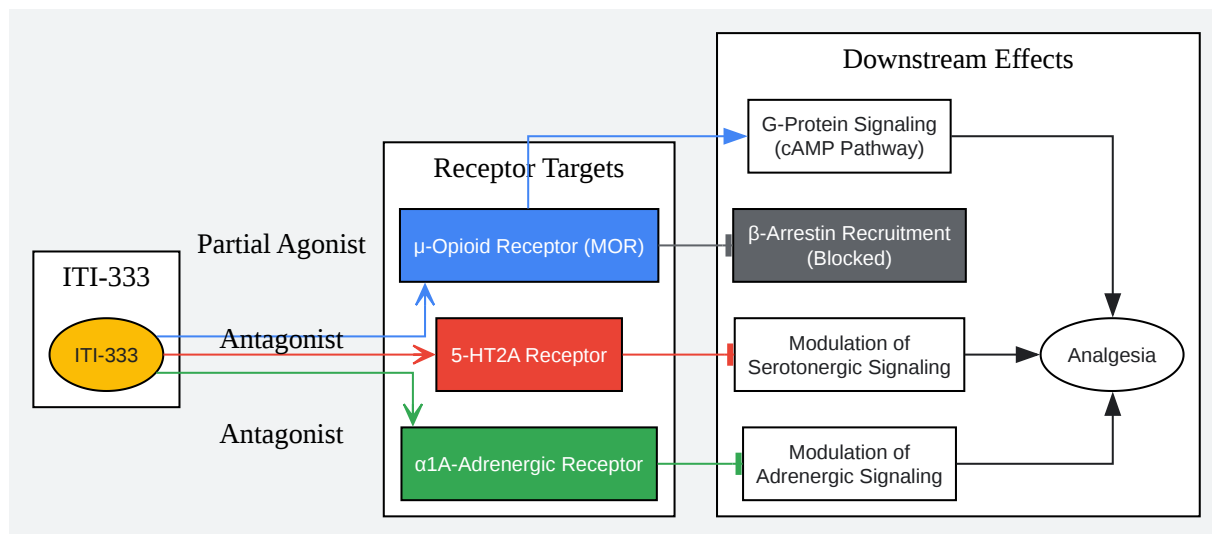 Downstream Effects
G-Protein Signaling
(cAMP Pathway)
Receptor Targets
Partial Agonist
μ-Opioid Receptor (MOR)
β-Arrestin Recruitment
(Blocked)
ITI-333
ITI-333
Antagonist
5-HT2A Receptor
Modulation of
Serotonergic Signaling
Analgesia
Antagonist
α1A-Adrenergic Receptor
Modulation of
Adrenergic Signaling